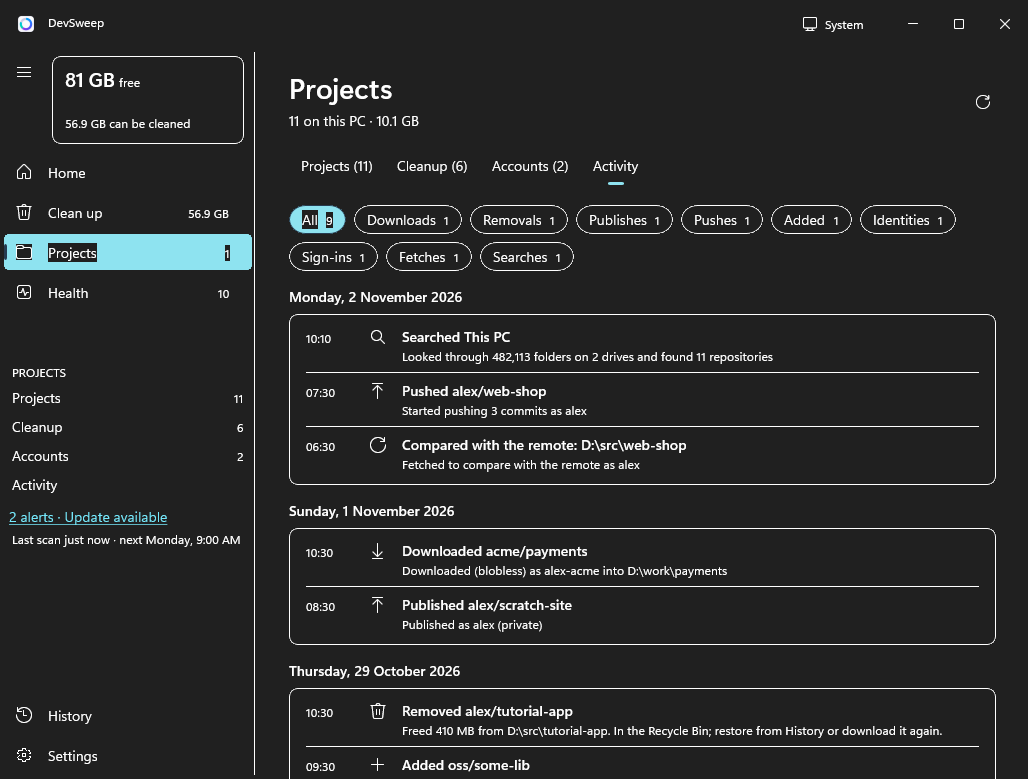 DevSweep
System
81 GB free
56.9 GB can be cleaned
Home
Clean up 56.9 GB
Projects 1
Health 10
PROJECTS
Projects 11
Cleanup 6
Accounts 2
Activity
2 alerts · Update available
Last scan just now · next Monday, 9:00 AM
History
Settings
Projects
11 on this PC · 10.1 GB
Projects (11) Cleanup (6) Accounts (2) Activity
All 9 Downloads 1 Removals 1 Publishes 1 Pushes 1 Added 1 Identities 1
Sign-ins 1 Fetches 1 Searches 1
Monday, 2 November 2026
10:10 Searched This PC
Looked through 482,113 folders on 2 drives and found 11 repositories
07:30 Pushed alex/web-shop
Started pushing 3 commits as alex
06:30 Compared with the remote: D:\src\web-shop
Fetched to compare with the remote as alex
Sunday, 1 November 2026
10:30 Downloaded acme/payments
Downloaded (blobless) as alex-acme into D:\work\payments
08:30 Published alex/scratch-site
Published as alex (private)
Thursday, 29 October 2026
10:30 Removed alex/tutorial-app
Freed 410 MB from D:\src\tutorial-app. In the Recycle Bin; restore from History or download it again.
09:30 Added oss/some-lib